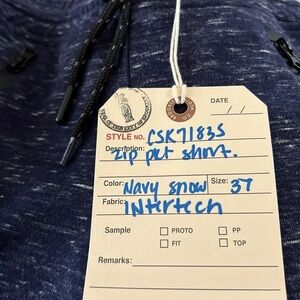 DATE / /
STYLE NO. CSK7183S
Description: Zip pkt short.
Color: Navy snow Size: 37
Fabric: INtertech
Sample PROTO PP
FIT TOP
Remarks: